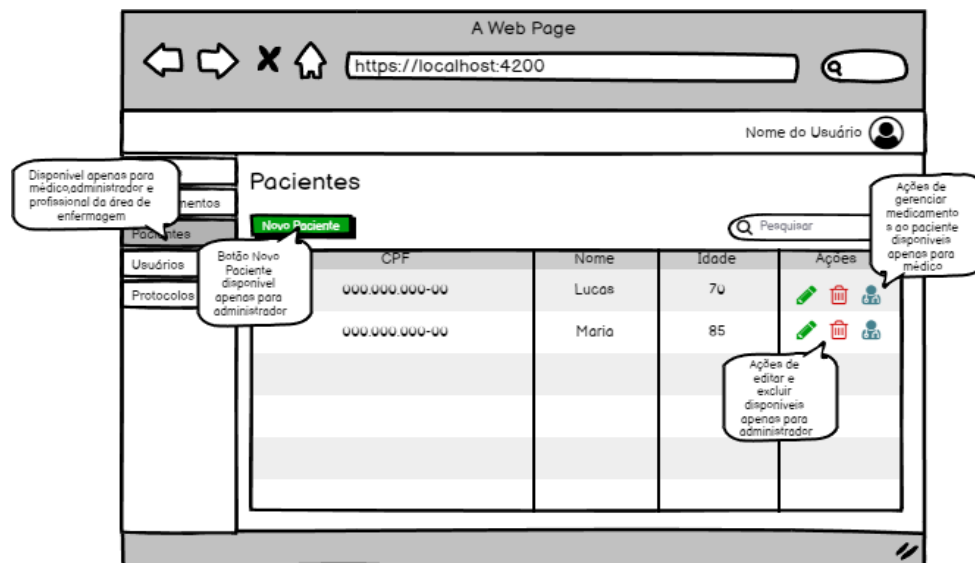 A Web Page
https://localhost:4200
Nome do Usuário
Disponível apenas para
médico,administrador e
profissional da área de
enfermagem
mentos
Pacientes
Usuários
Protocolos
Pacientes
Novo Paciente
Pesquisar
Botão Novo
Paciente
disponível
apenas para
administrador
Ações de
gerenciar
medicamento
s ao paciente
disponíveis
apenas para
médico
CPF Nome Idade Ações
000.000.000-00 Lucas 70
000.000.000-00 Maria 85
Ações de
editar e
excluir
disponíveis
apenas para
administrador